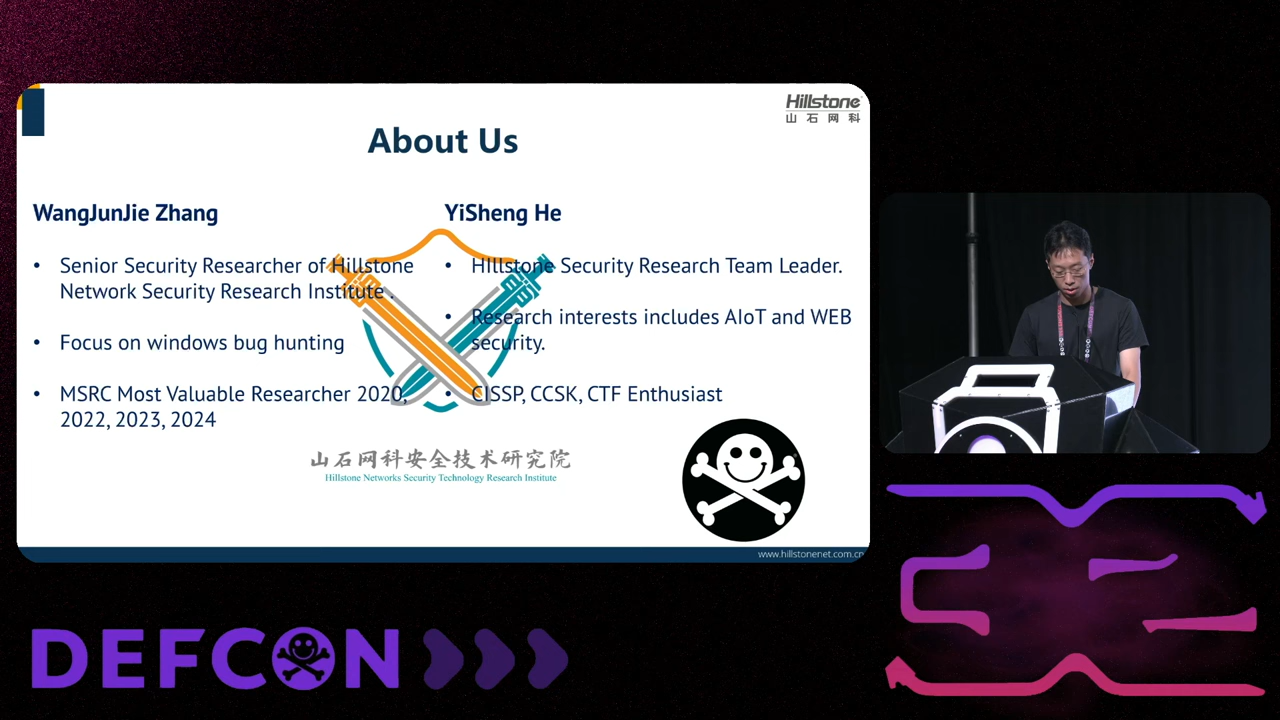 Hillstone
山石网科
About Us
WangJunJie Zhang
• Senior Security Researcher of Hillstone
Network Security Research Institute .
• Focus on windows bug hunting
• MSRC Most Valuable Researcher 2020,
2022, 2023, 2024
YiSheng He
• HIllstone Security Research Team Leader.
• Research interests includes AIoT and WEB
security.
• CISSP, CCSK, CTF Enthusiast
山石网科安全技术研究院
Hillstone Networks Security Technology Research Institute
www.hillstonenet.com.cn
DEFCON